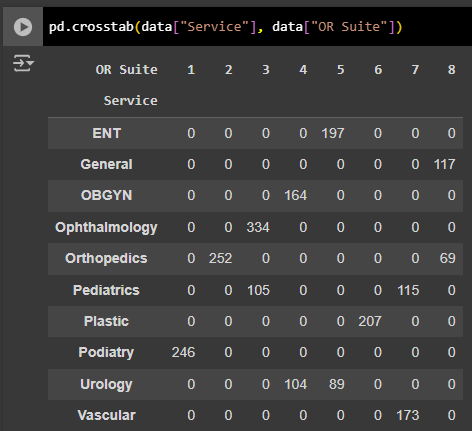 pd.crosstab(data["Service"], data["OR Suite"])
OR Suite 1 2 3 4 5 6 7 8
Service
ENT 0 0 0 0 197 0 0 0
General 0 0 0 0 0 0 0 117
OBGYN 0 0 0 164 0 0 0 0
Ophthalmology 0 0 334 0 0 0 0 0
Orthopedics 0 252 0 0 0 0 0 69
Pediatrics 0 0 105 0 0 0 115 0
Plastic 0 0 0 0 0 207 0 0
Podiatry 246 0 0 0 0 0 0 0
Urology 0 0 0 104 89 0 0 0
Vascular 0 0 0 0 0 0 173 0